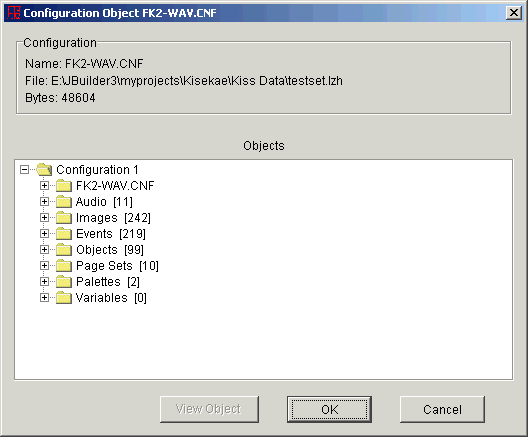 Configuration Object FK2-WAV.CNF
Configuration
Name: FK2-WAV.CNF
File: E:\JBuilder3\myprojects\Kisekae\Kiss Data\testset.lzh
Bytes: 48604
Objects
Configuration 1
FK2-WAV.CNF
Audio [11]
Images [242]
Events [219]
Objects [99]
Page Sets [10]
Palettes [2]
Variables [0]
View Object
OK
Cancel